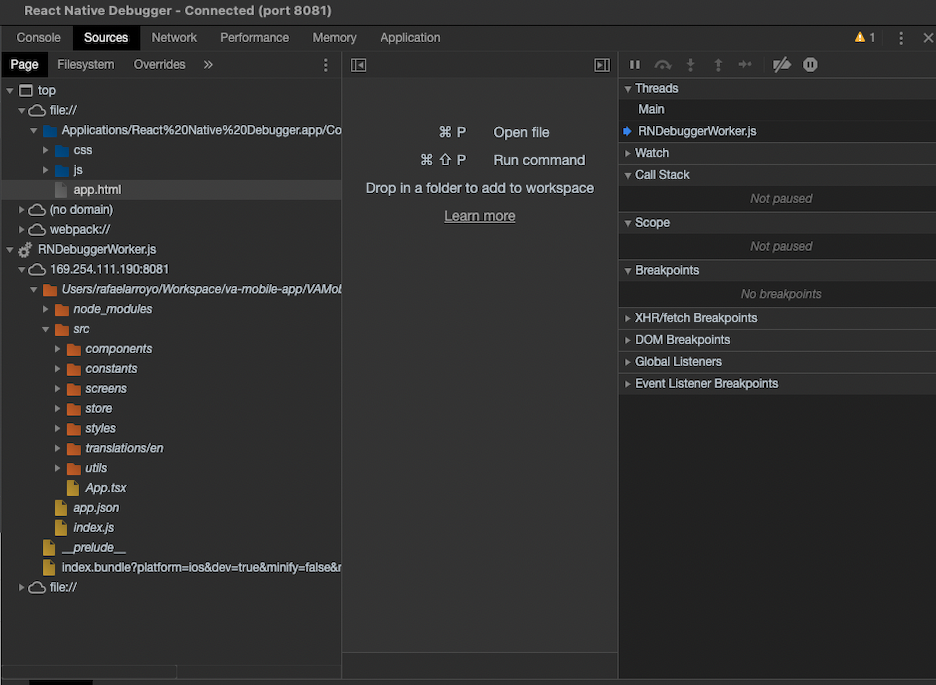 React Native Debugger - Connected (port 8081)
Console Sources Network Performance Memory Application 1
Page Filesystem Overrides
top
file://
Applications/React%20Native%20Debugger.app/Co
css
js
app.html
(no domain)
webpack://
RNDebuggerWorker.js
169.254.111.190:8081
Users/rafaelarroyo/Workspace/va-mobile-app/VAMob
node_modules
src
components
constants
screens
store
styles
translations/en
utils
App.tsx
app.json
index.js
__prelude__
index.bundle?platform=ios&dev=true&minify=false&
file://
⌘ P Open file
⌘ ⇧ P Run command
Drop in a folder to add to workspace
Learn more
Threads
Main
RNDebuggerWorker.js
Watch
Call Stack
Not paused
Scope
Not paused
Breakpoints
No breakpoints
XHR/fetch Breakpoints
DOM Breakpoints
Global Listeners
Event Listener Breakpoints